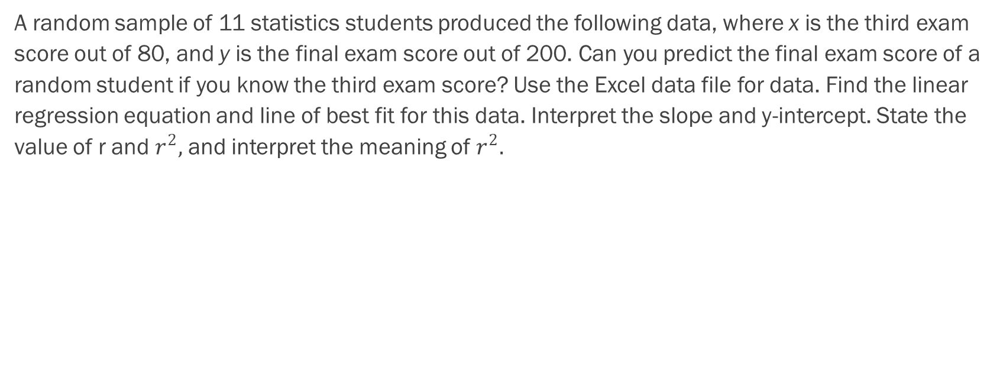 A random sample of 11 statistics students produced the following data, where x is the third exam
score out of 80, and y is the final exam score out of 200. Can you predict the final exam score of a
random student if you know the third exam score? Use the Excel data file for data. Find the linear
regression equation and line of best fit for this data. Interpret the slope and y-intercept. State the
value of r and r², and interpret the meaning of r².